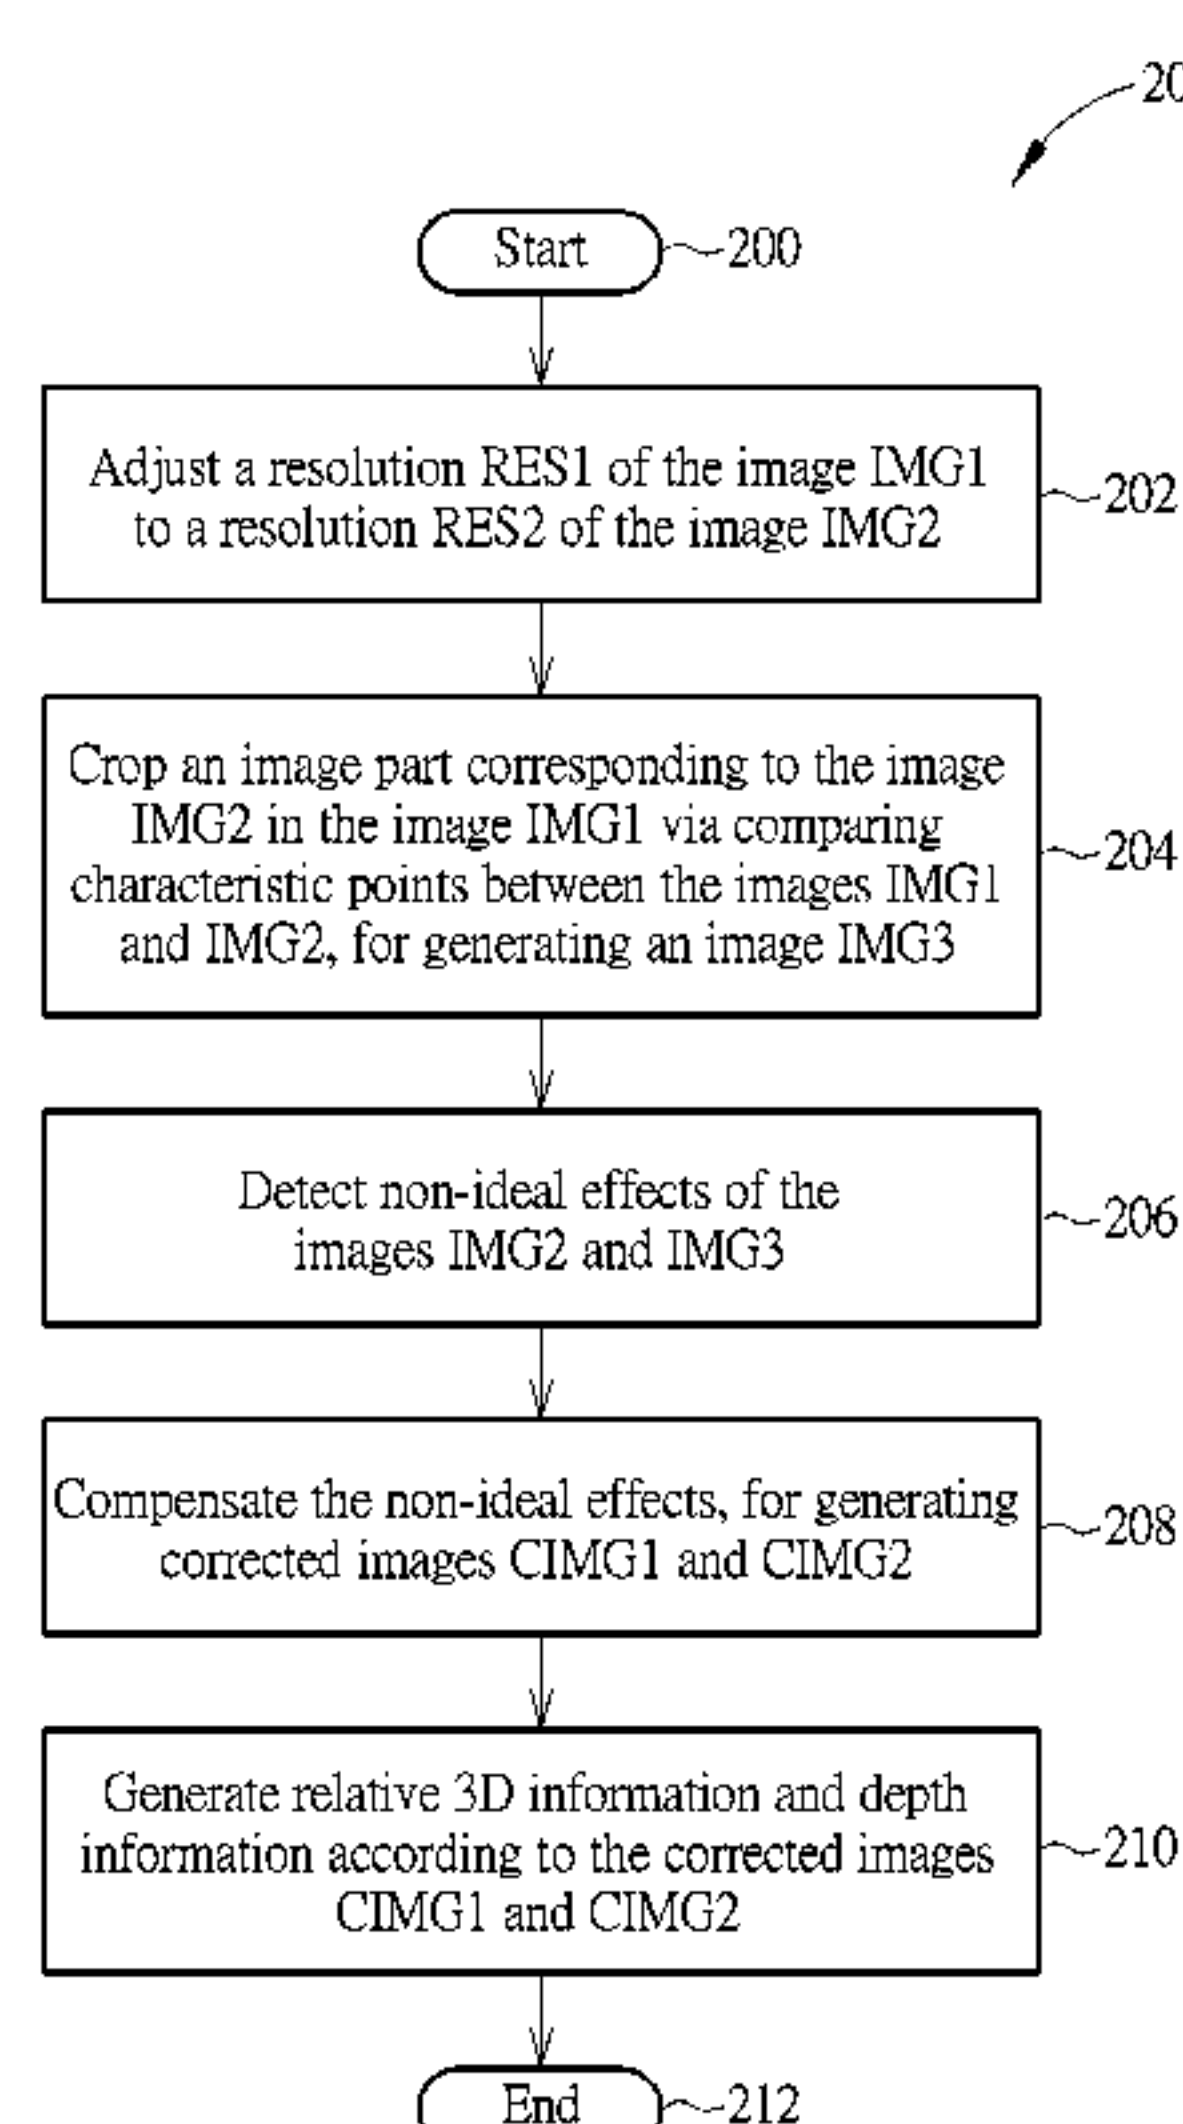 20
Start
200
Adjust a resolution RES1 of the image IMG1
to a resolution RES2 of the image IMG2
202
Crop an image part corresponding to the image
IMG2 in the image IMG1 via comparing
characteristic points between the images IMG1
and IMG2, for generating an image IMG3
204
Detect non-ideal effects of the
images IMG2 and IMG3
206
Compensate the non-ideal effects, for generating
corrected images CIMG1 and CIMG2
208
Generate relative 3D information and depth
information according to the corrected images
CIMG1 and CIMG2
210
End
212